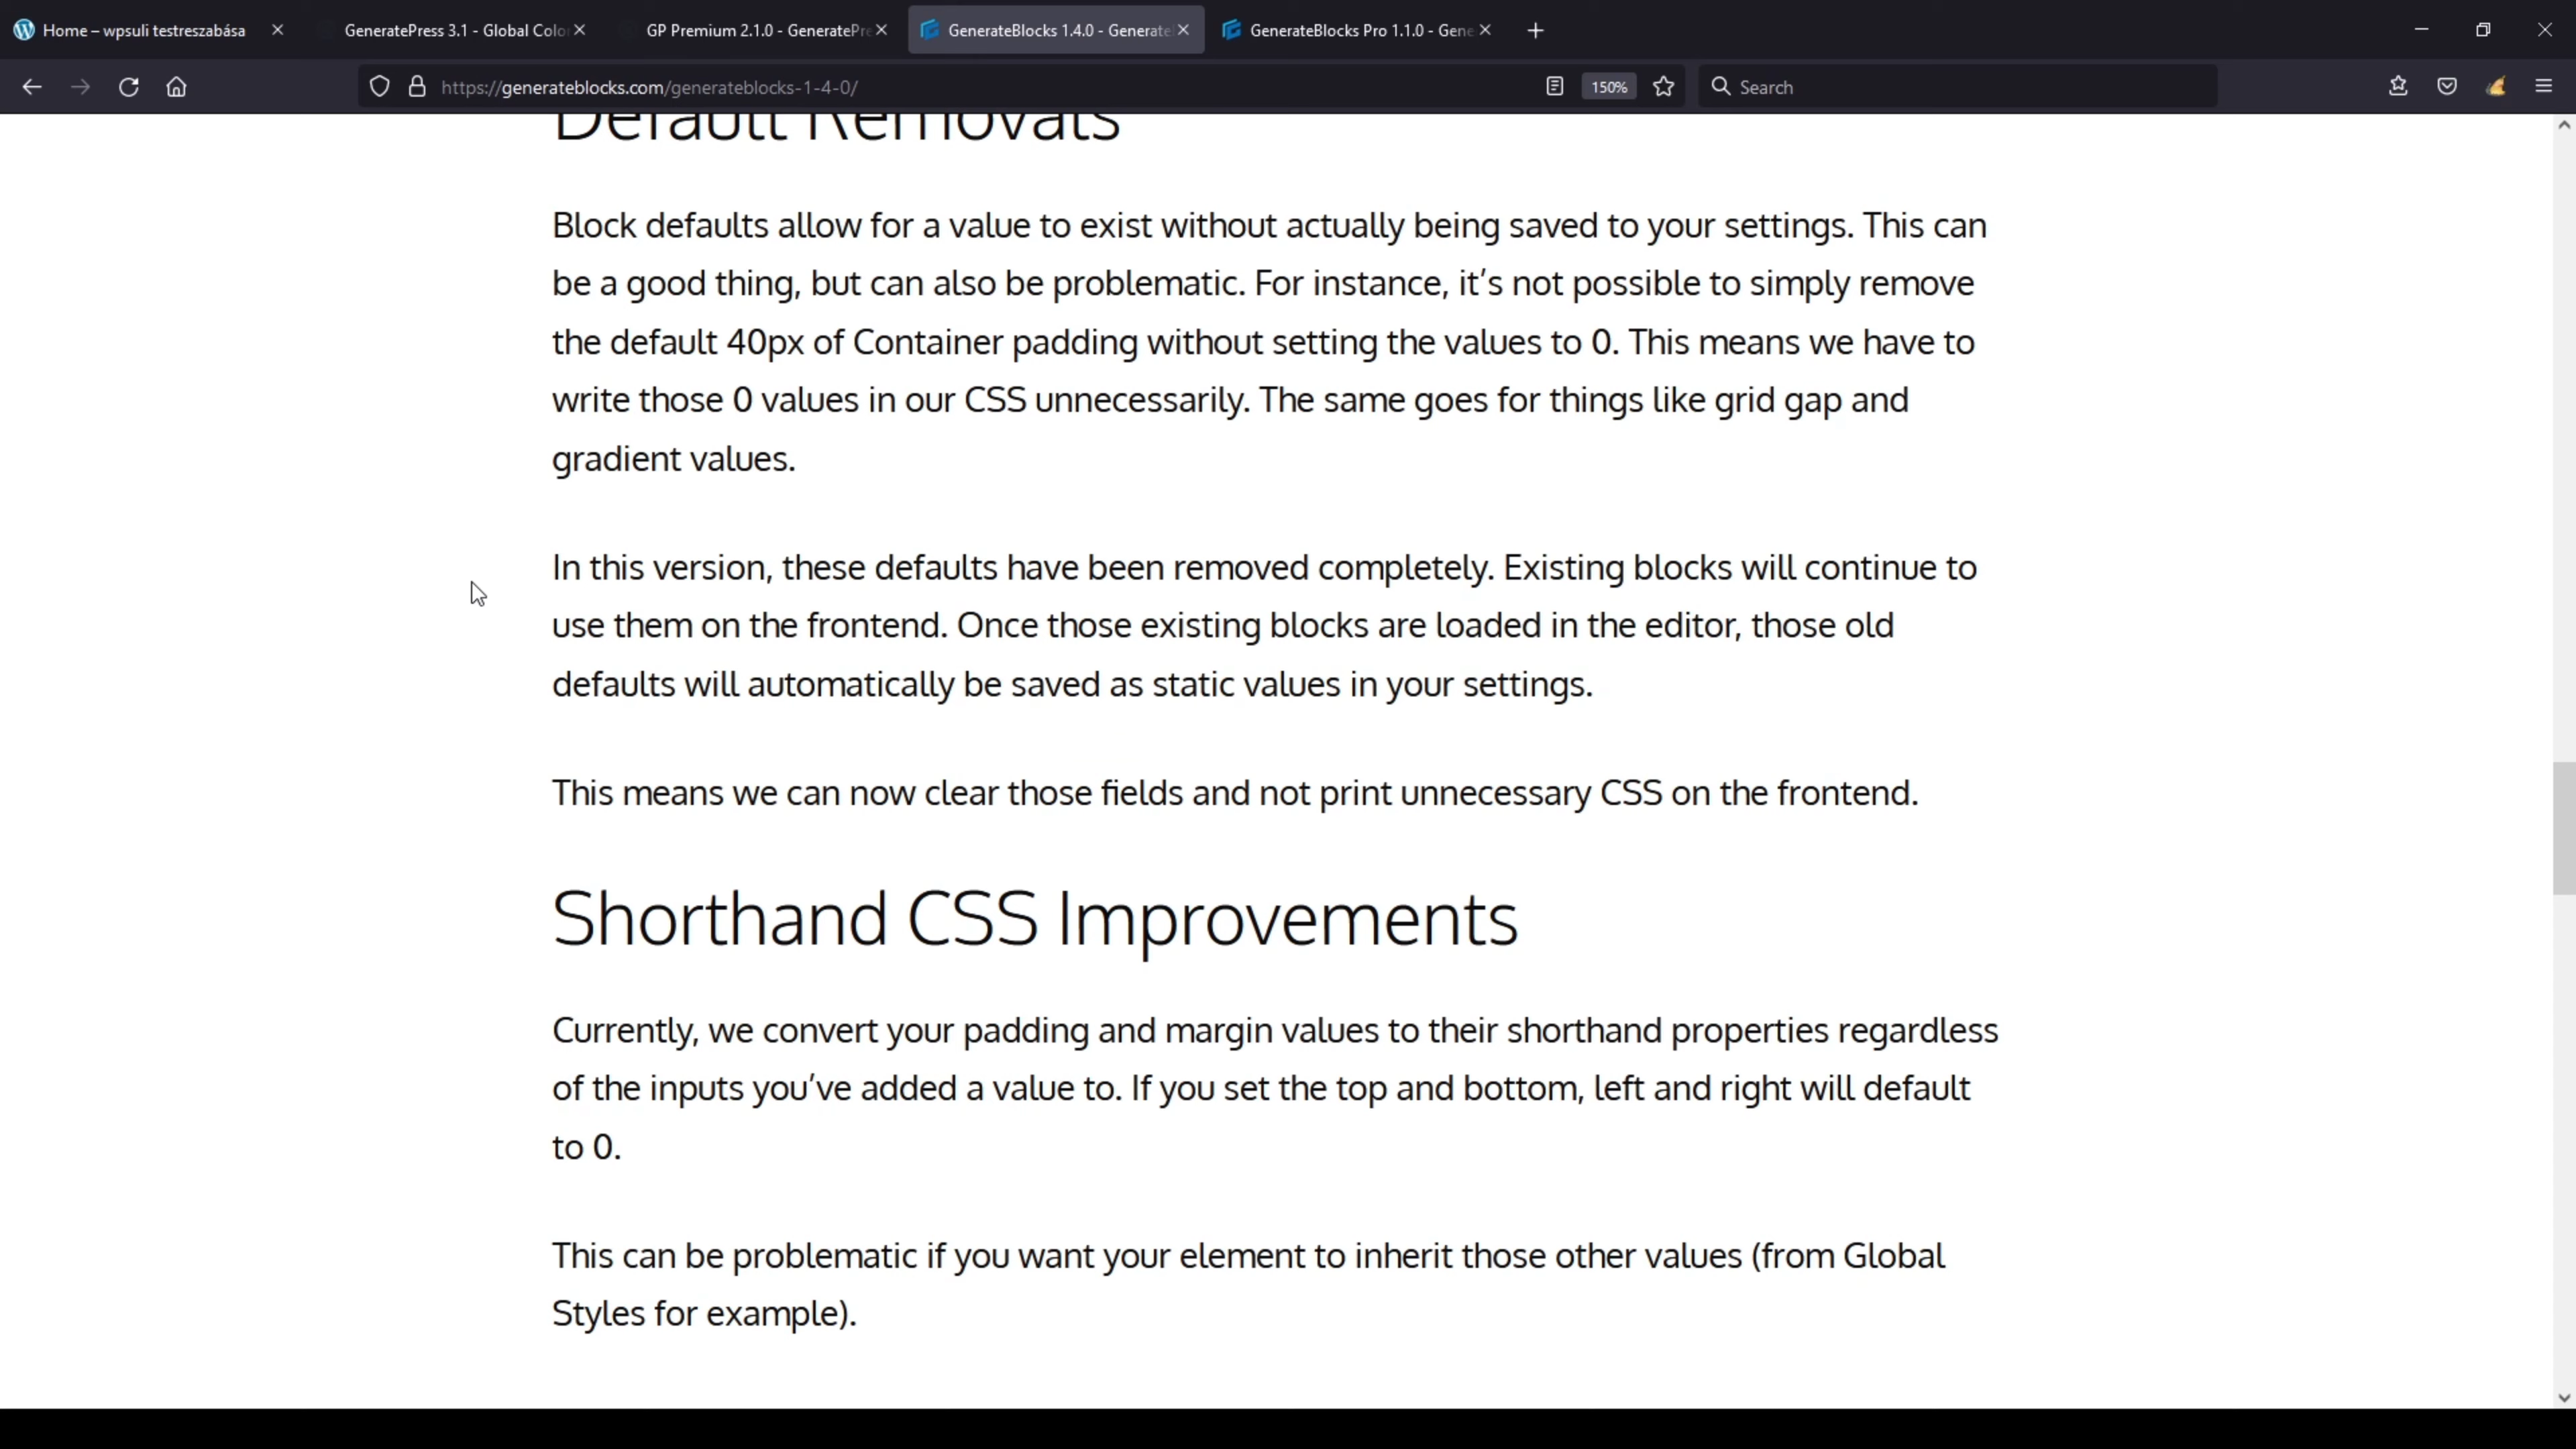 Home – wpsuli testreszabása
GeneratePress 3.1 - Global Colo
GP Premium 2.1.0 - GeneratePre
GenerateBlocks 1.4.0 - Generate
GenerateBlocks Pro 1.1.0 - Gene
https://generateblocks.com/generateblocks-1-4-0/
150%
Search
Default Removals
Block defaults allow for a value to exist without actually being saved to your settings. This can
be a good thing, but can also be problematic. For instance, it’s not possible to simply remove
the default 40px of Container padding without setting the values to 0. This means we have to
write those 0 values in our CSS unnecessarily. The same goes for things like grid gap and
gradient values.
In this version, these defaults have been removed completely. Existing blocks will continue to
use them on the frontend. Once those existing blocks are loaded in the editor, those old
defaults will automatically be saved as static values in your settings.
This means we can now clear those fields and not print unnecessary CSS on the frontend.
Shorthand CSS Improvements
Currently, we convert your padding and margin values to their shorthand properties regardless
of the inputs you’ve added a value to. If you set the top and bottom, left and right will default
to 0.
This can be problematic if you want your element to inherit those other values (from Global
Styles for example).